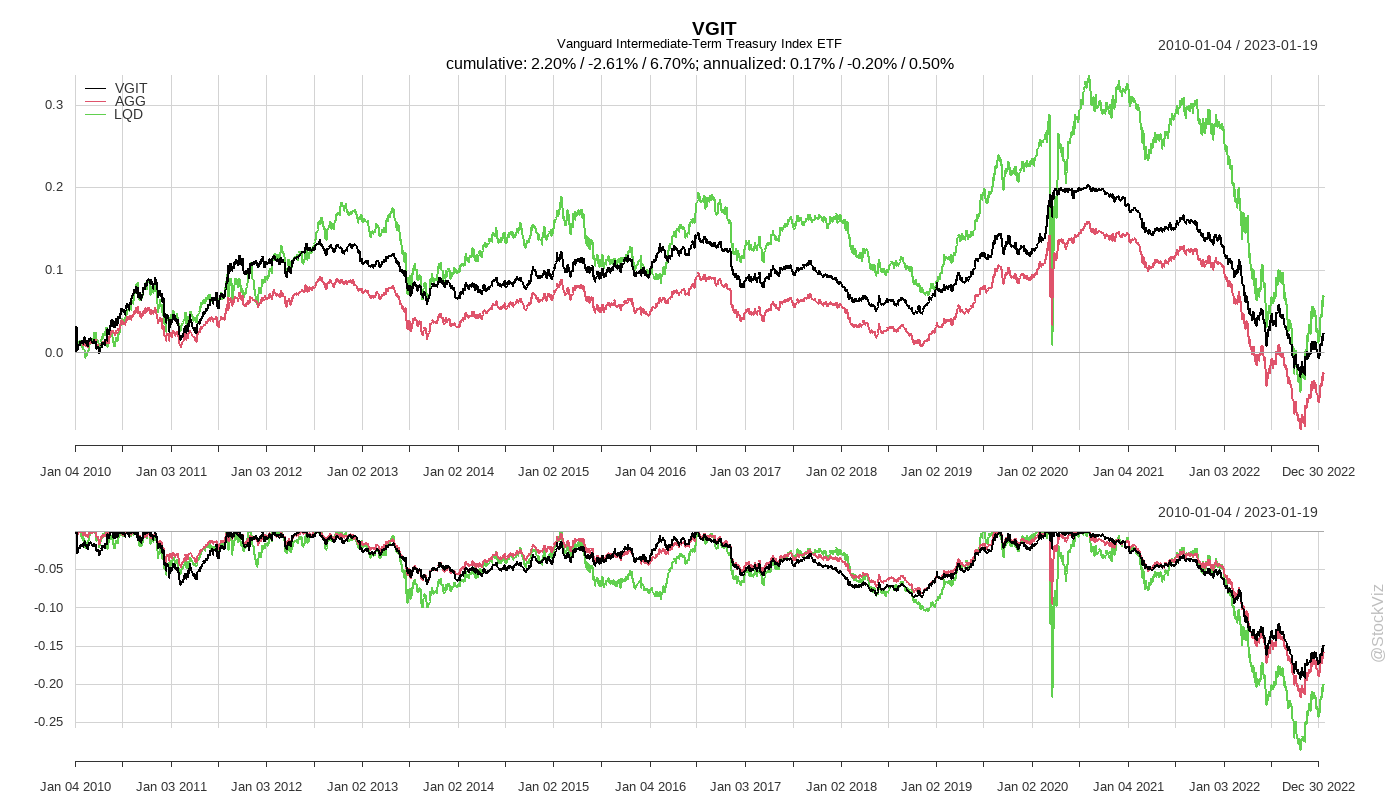 VGIT
Vanguard Intermediate-Term Treasury Index ETF
2010-01-04 / 2023-01-19
cumulative: 2.20% / -2.61% / 6.70%; annualized: 0.17% / -0.20% / 0.50%
VGIT
AGG
LQD
0.3
0.2
0.1
0.0
Jan 04 2010 Jan 03 2011 Jan 03 2012 Jan 02 2013 Jan 02 2014 Jan 02 2015 Jan 04 2016 Jan 03 2017 Jan 02 2018 Jan 02 2019 Jan 02 2020 Jan 04 2021 Jan 03 2022 Dec 30 2022
2010-01-04 / 2023-01-19
-0.05
-0.10
-0.15
-0.20
-0.25
Jan 04 2010 Jan 03 2011 Jan 03 2012 Jan 02 2013 Jan 02 2014 Jan 02 2015 Jan 04 2016 Jan 03 2017 Jan 02 2018 Jan 02 2019 Jan 02 2020 Jan 04 2021 Jan 03 2022 Dec 30 2022
@StockViz